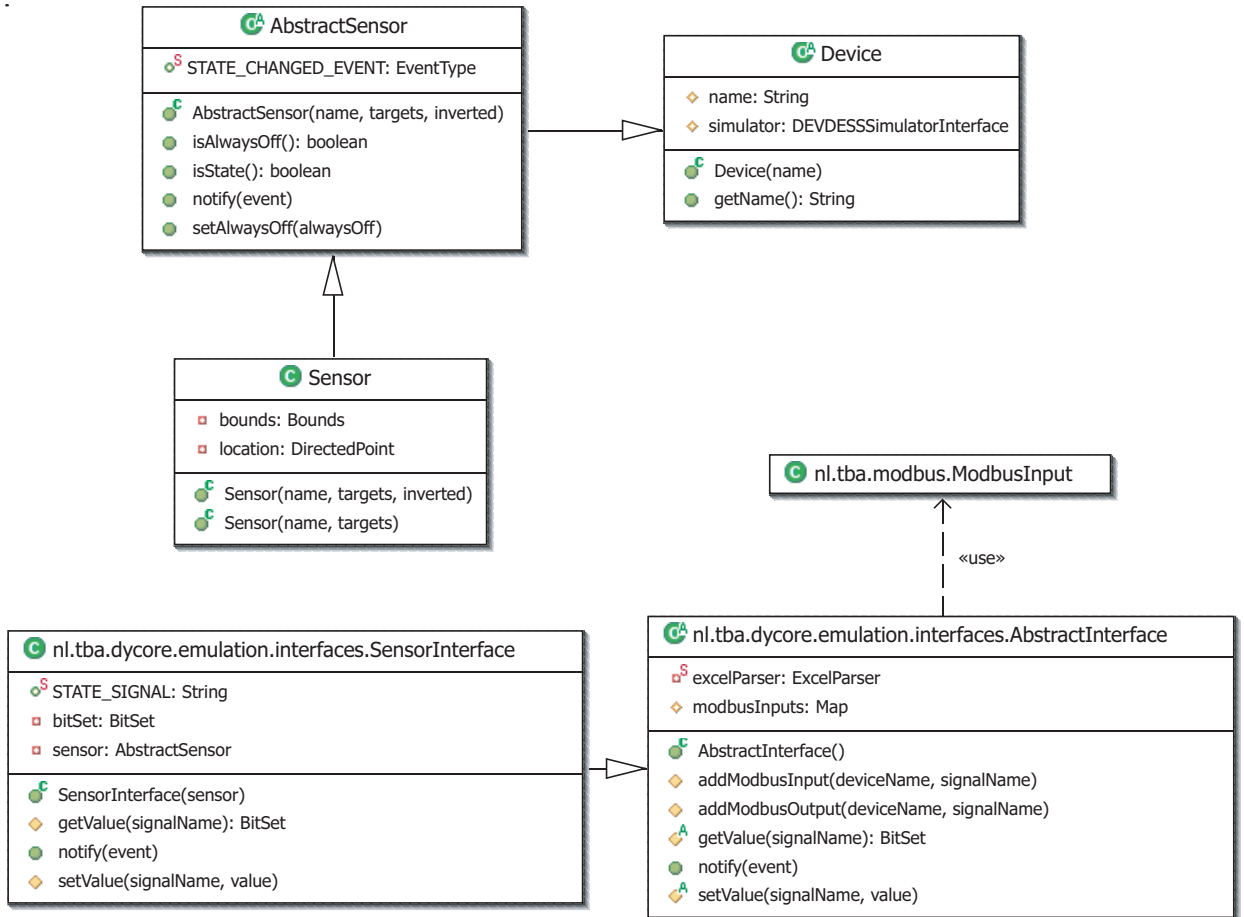 AbstractSensor
STATE_CHANGED_EVENT: EventType
AbstractSensor(name, targets, inverted)
isAlwaysOff(): boolean
isState(): boolean
notify(event)
setAlwaysOff(alwaysOff)
Device
name: String
simulator: DEVDESSSimulatorInterface
Device(name)
getName(): String
Sensor
bounds: Bounds
location: DirectedPoint
Sensor(name, targets, inverted)
Sensor(name, targets)
nl.tba.modbus.ModbusInput
«use»
nl.tba.dycore.emulation.interfaces.SensorInterface
STATE_SIGNAL: String
bitSet: BitSet
sensor: AbstractSensor
SensorInterface(sensor)
getValue(signalName): BitSet
notify(event)
setValue(signalName, value)
nl.tba.dycore.emulation.interfaces.AbstractInterface
excelParser: ExcelParser
modbusInputs: Map
AbstractInterface()
addModbusInput(deviceName, signalName)
addModbusOutput(deviceName, signalName)
getValue(signalName): BitSet
notify(event)
setValue(signalName, value)